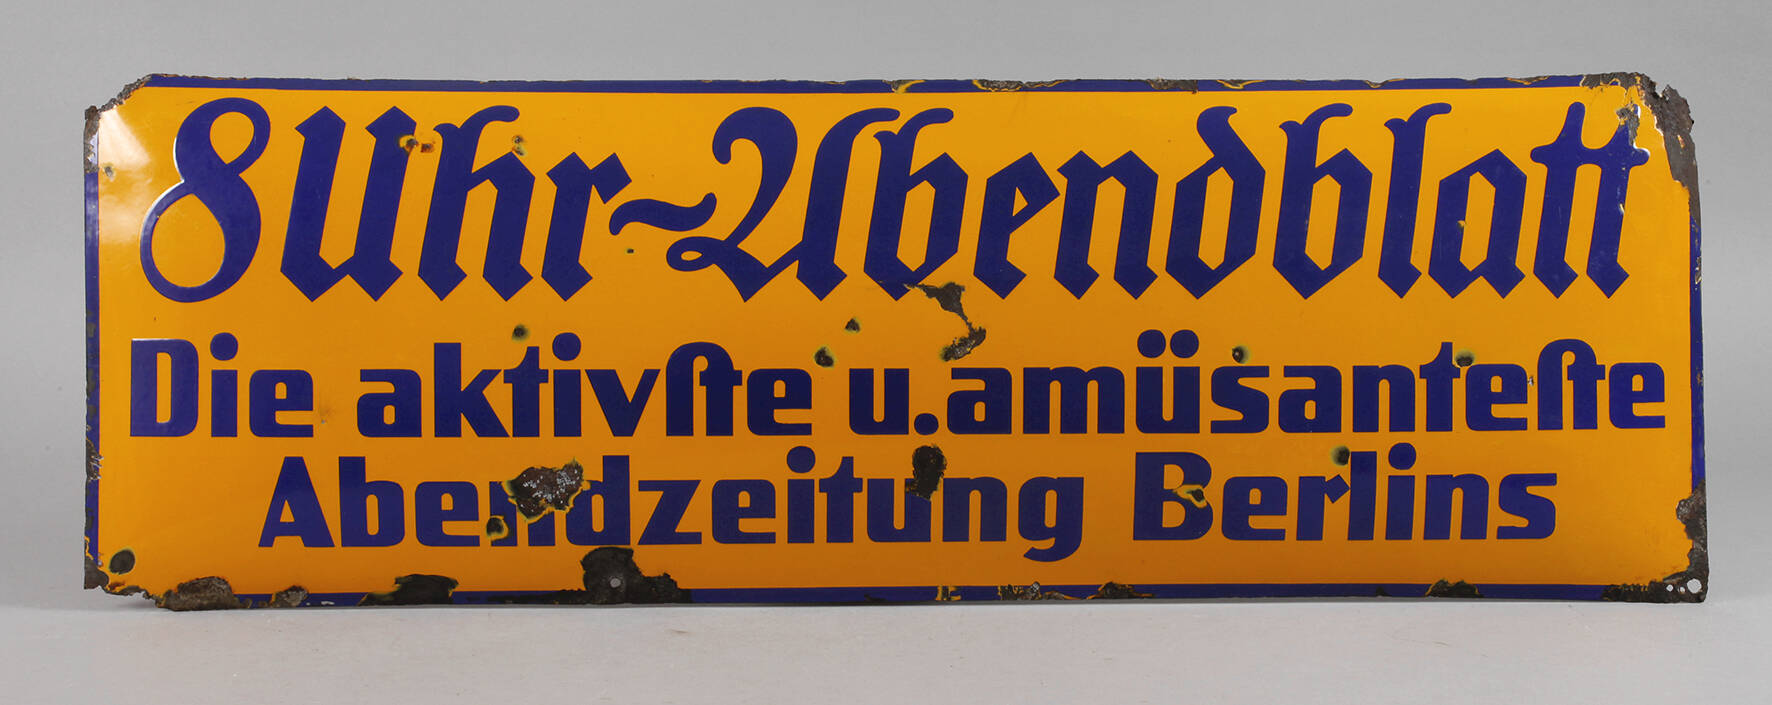 8 Uhr-Abendblatt
Die aktivſte u. amüsanteſte
Abendzeitung Berlins